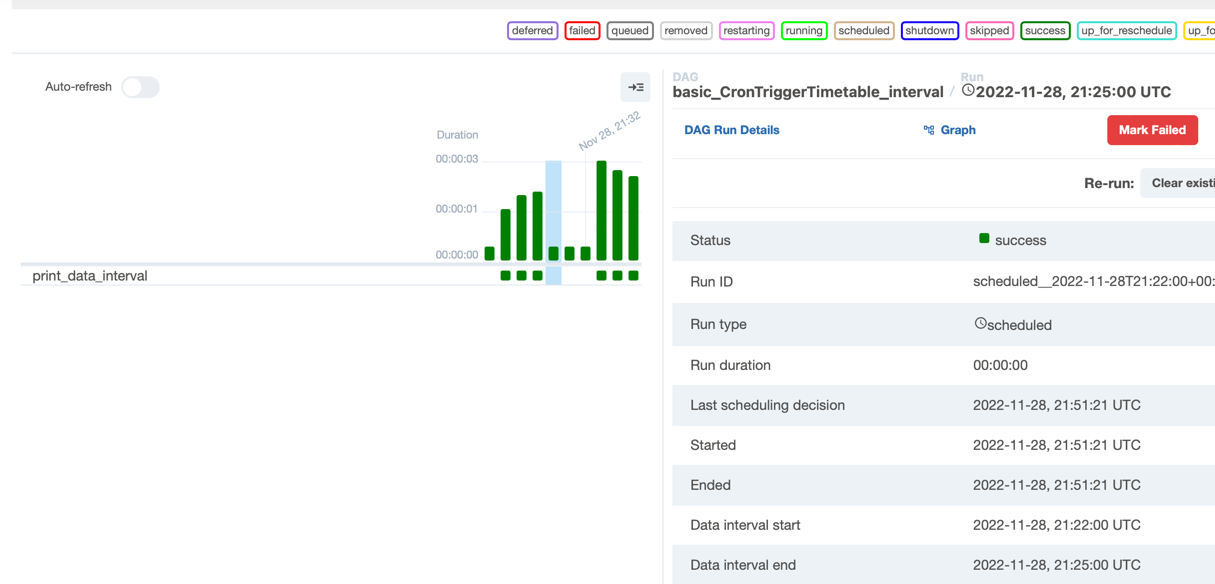 deferred failed queued removed restarting running scheduled shutdown skipped success up_for_reschedule up_fo
Auto-refresh
Duration
Nov 28, 21:32
00:00:03
00:00:01
00:00:00
print_data_interval
DAG Run
basic_CronTriggerTimetable_interval / 2022-11-28, 21:25:00 UTC
DAG Run Details Graph Mark Failed
Re-run: Clear existi
Status success
Run ID scheduled__2022-11-28T21:22:00+00:
Run type scheduled
Run duration 00:00:00
Last scheduling decision 2022-11-28, 21:51:21 UTC
Started 2022-11-28, 21:51:21 UTC
Ended 2022-11-28, 21:51:21 UTC
Data interval start 2022-11-28, 21:22:00 UTC
Data interval end 2022-11-28, 21:25:00 UTC